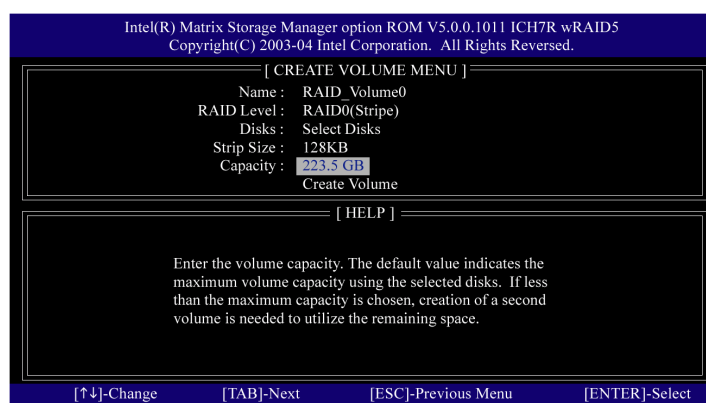 Intel(R) Matrix Storage Manager option ROM V5.0.0.1011 ICH7R wRAID5
Copyright(C) 2003-04 Intel Corporation. All Rights Reversed.
[ CREATE VOLUME MENU ]
Name : RAID_Volume0
RAID Level : RAID0(Stripe)
Disks : Select Disks
Strip Size : 128KB
Capacity : 223.5 GB
Create Volume
[ HELP ]
Enter the volume capacity. The default value indicates the
maximum volume capacity using the selected disks. If less
than the maximum capacity is chosen, creation of a second
volume is needed to utilize the remaining space.
[↑↓]-Change [TAB]-Next [ESC]-Previous Menu [ENTER]-Select